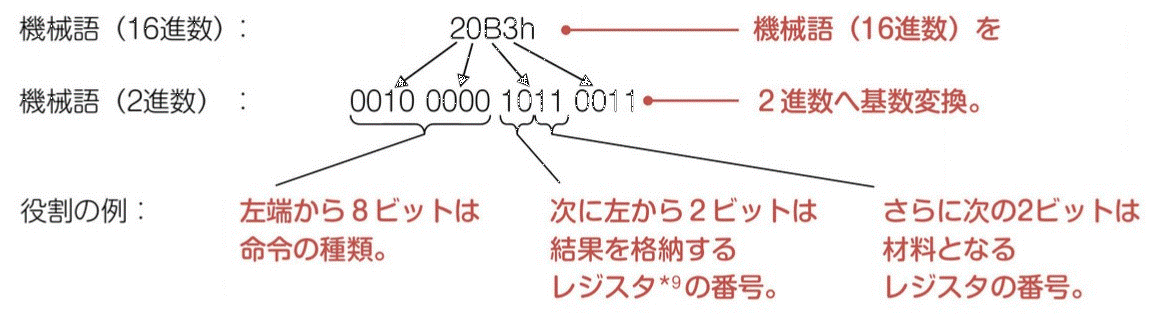 機械語（16進数）： 20B3h 機械語（16進数）を
機械語（2進数）： 0010 0000 1011 0011 2進数へ基数変換。
役割の例： 左端から8ビットは 次に左から2ビットは さらに次の2ビットは
命令の種類。 結果を格納する 材料となる
レジスタ*9の番号。 レジスタの番号。